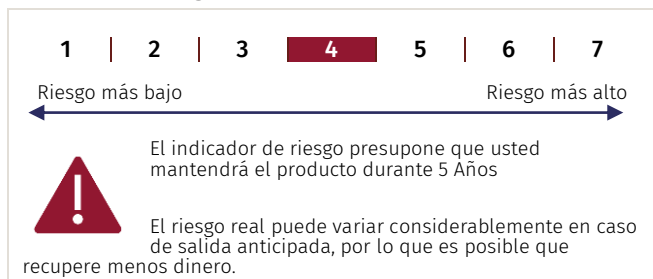 1 2 3 4 5 6 7
Riesgo más bajo Riesgo más alto
El indicador de riesgo presupone que usted
mantendrá el producto durante 5 Años
El riesgo real puede variar considerablemente en caso
de salida anticipada, por lo que es posible que
recupere menos dinero.